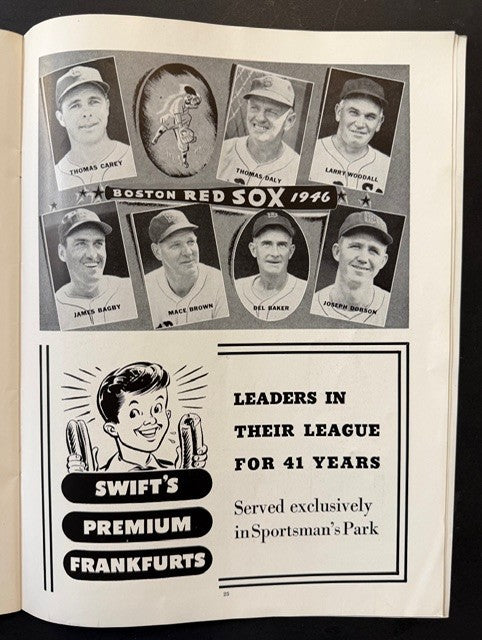 THOMAS CAREY
THOMAS DALY
LARRY WOODALL
BOSTON RED SOX 1946
JAMES BAGBY
MACE BROWN
DEL BAKER
JOSEPH DOBSON
SWIFT'S
PREMIUM
FRANKFURTS
LEADERS IN
THEIR LEAGUE
FOR 41 YEARS
Served exclusively
in Sportsman's Park